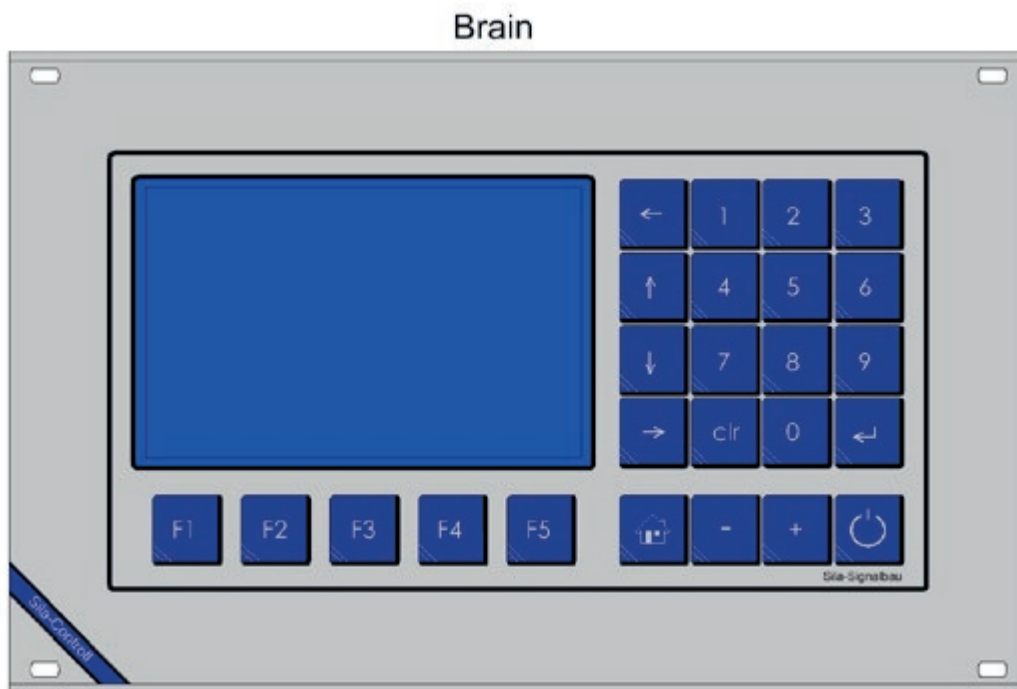 Brain
← 1 2 3
↑ 4 5 6
↓ 7 8 9
→ clr 0 ↵
F1 F2 F3 F4 F5 - +
Sila-Signalbau
Sila-Controll